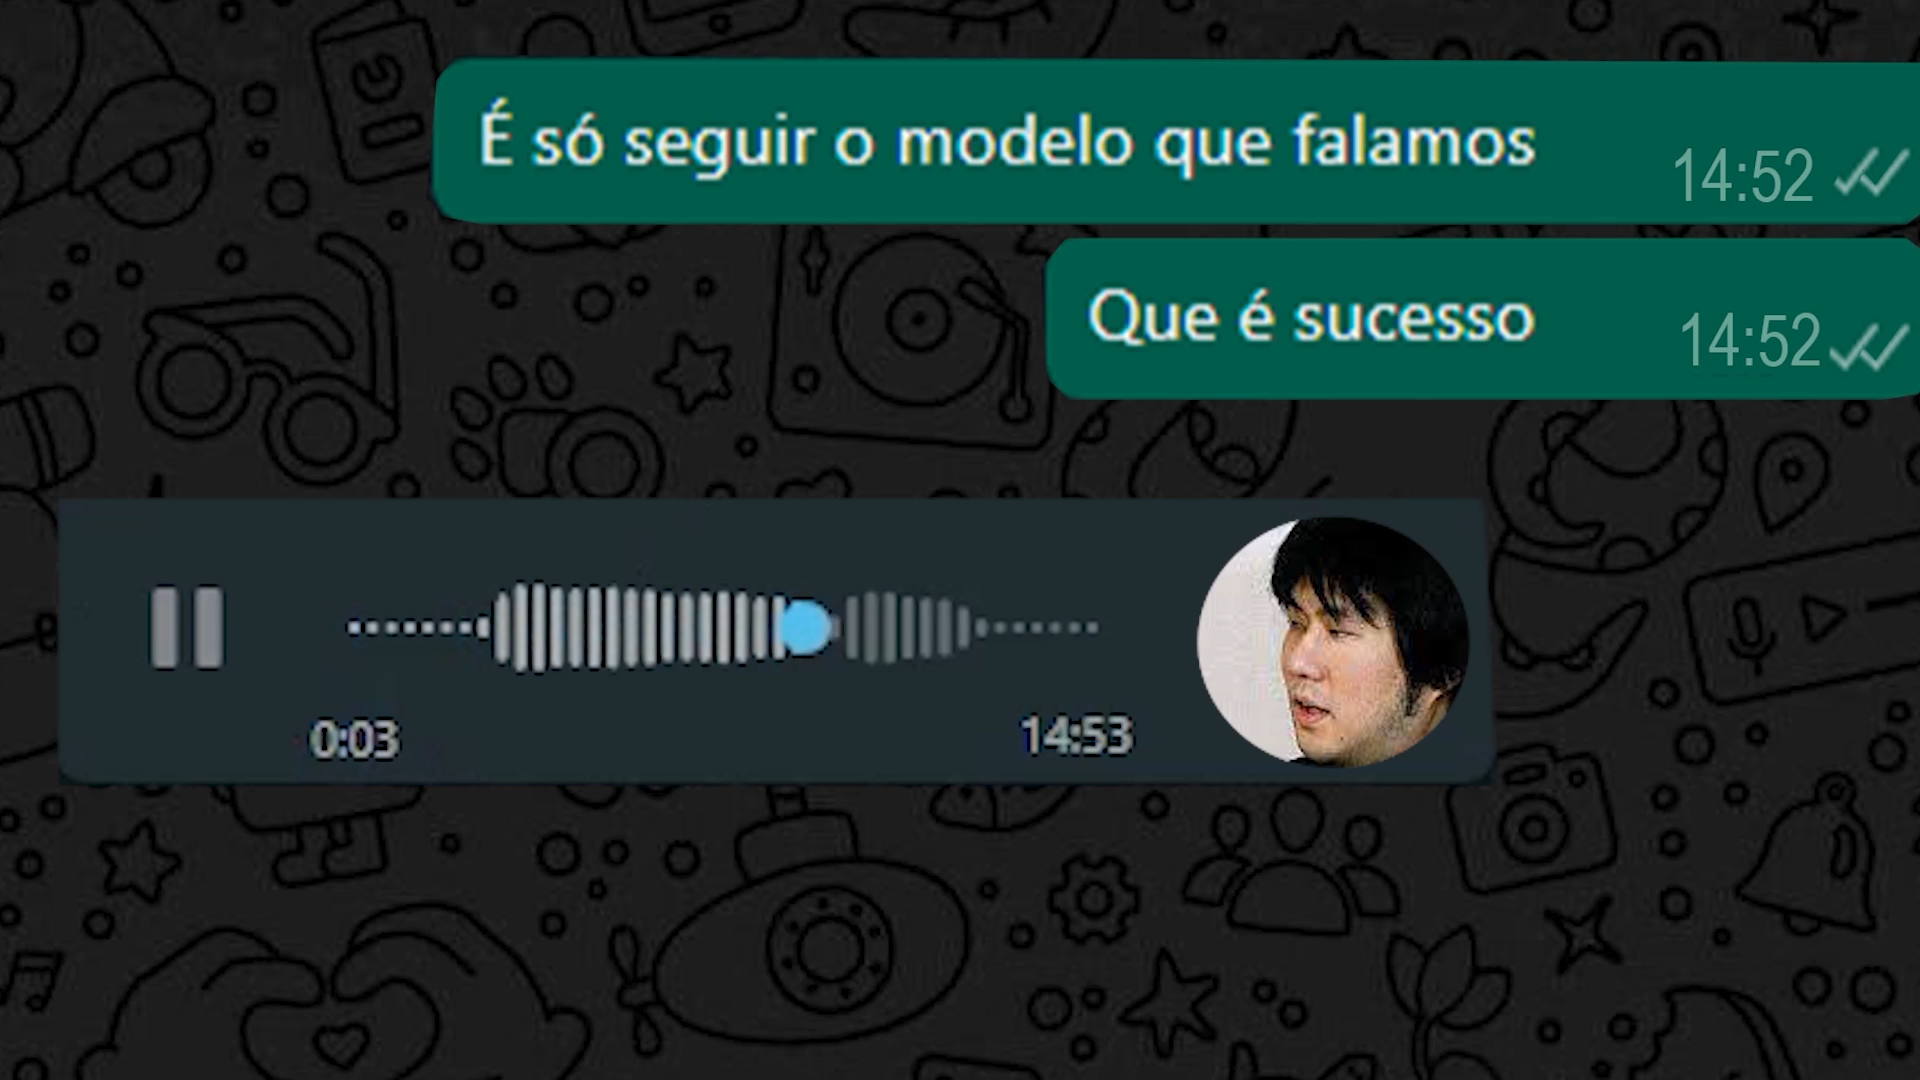 É só seguir o modelo que falamos
14:52
Que é sucesso
14:52
0:03
14:53